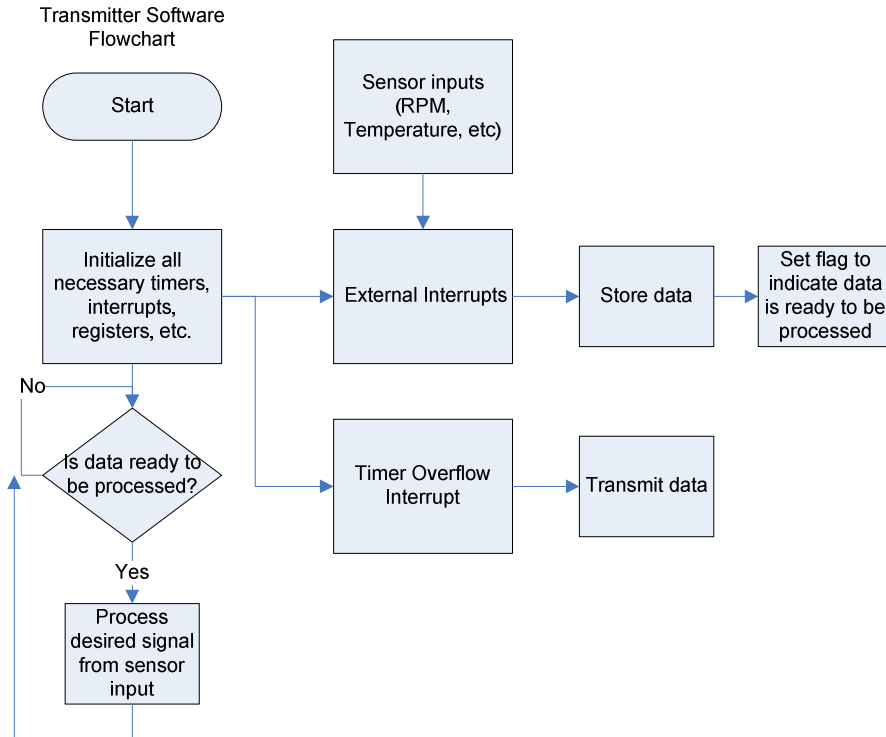 Transmitter Software
Flowchart
Start
Sensor inputs
(RPM,
Temperature, etc)
Initialize all
necessary timers,
interrupts,
registers, etc.
External Interrupts
Store data
Set flag to
indicate data
is ready to be
processed
No
Is data ready to
be processed?
Timer Overflow
Interrupt
Transmit data
Yes
Process
desired signal
from sensor
input